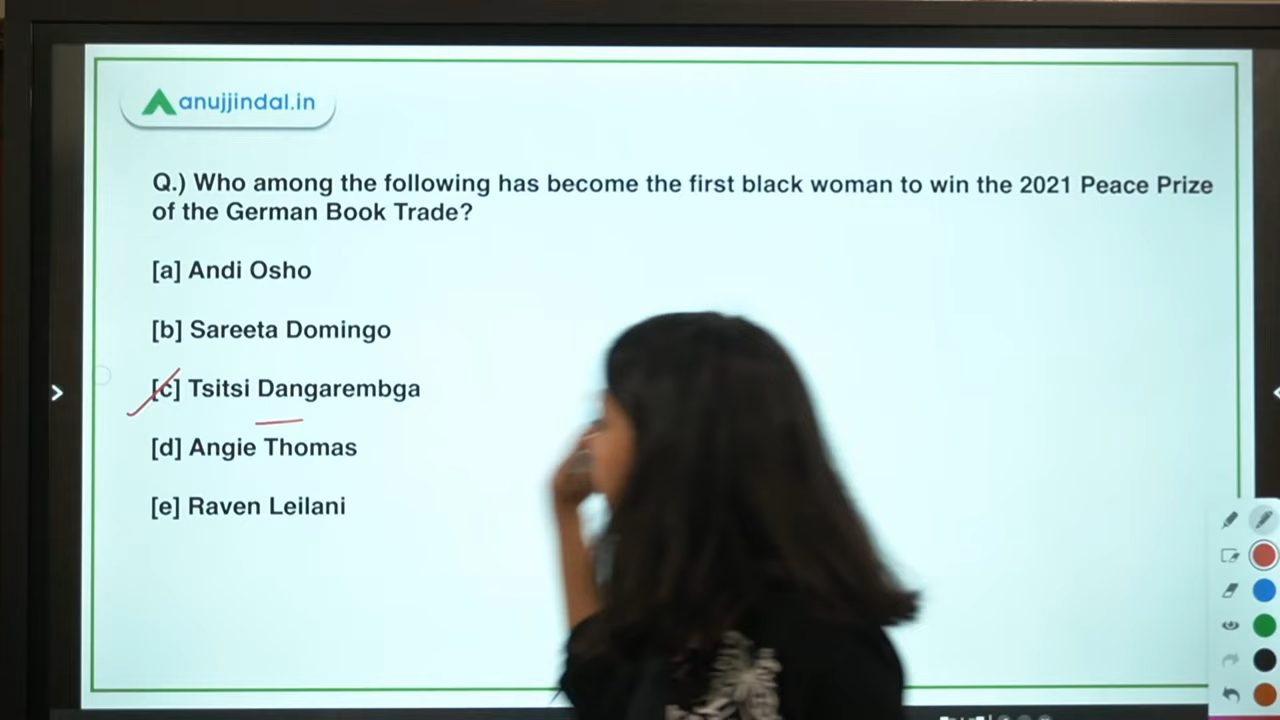 anujjindal.in
Q.) Who among the following has become the first black woman to win the 2021 Peace Prize
of the German Book Trade?
[a] Andi Osho
[b] Sareeta Domingo
[c] Tsitsi Dangarembga
[d] Angie Thomas
[e] Raven Leilani